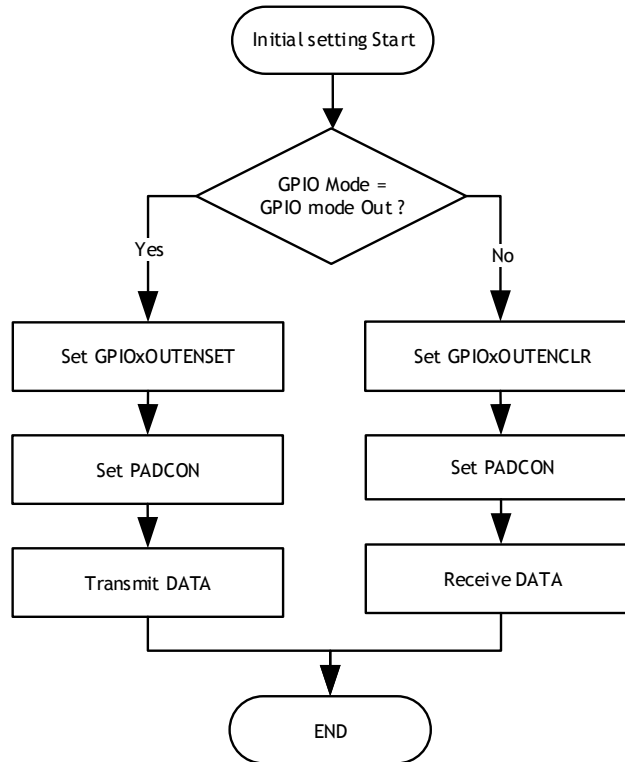 Initial setting Start
GPIO Mode =
GPIO mode Out ?
Yes
No
Set GPIOxOUTENSET
Set GPIOxOUTENCLR
Set PADCON
Set PADCON
Transmit DATA
Receive DATA
END